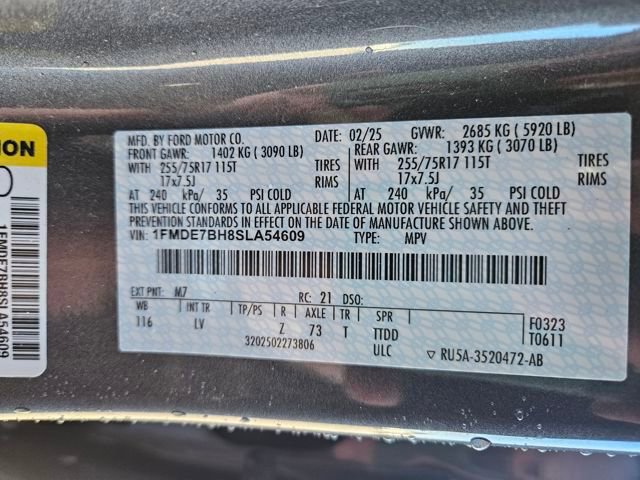 MFD. BY FORD MOTOR CO. DATE: 02/25 GVWR: 2685 KG ( 5920 LB)
FRONT GAWR: 1402 KG ( 3090 LB) REAR GAWR: 1393 KG ( 3070 LB)
WITH 255/75R17 115T TIRES WITH 255/75R17 115T TIRES
17x7.5J RIMS 17x7.5J RIMS
AT 240 kPa/ 35 PSI COLD AT 240 kPa/ 35 PSI COLD
THIS VEHICLE CONFORMS TO ALL APPLICABLE FEDERAL MOTOR VEHICLE SAFETY AND THEFT
PREVENTION STANDARDS IN EFFECT ON THE DATE OF MANUFACTURE SHOWN ABOVE.
VIN: 1FMDE7BH8SLA54609 TYPE: MPV
EXT PNT: M7 RC: 21 DSO:
WB INT TR TP/PS R AXLE TR SPR F0323
116 LV Z 73 T TTDD T0611
3202502273806 ULC ▽ RU5A-3520472-AB
ION
1FMDE7BH8SLA54609